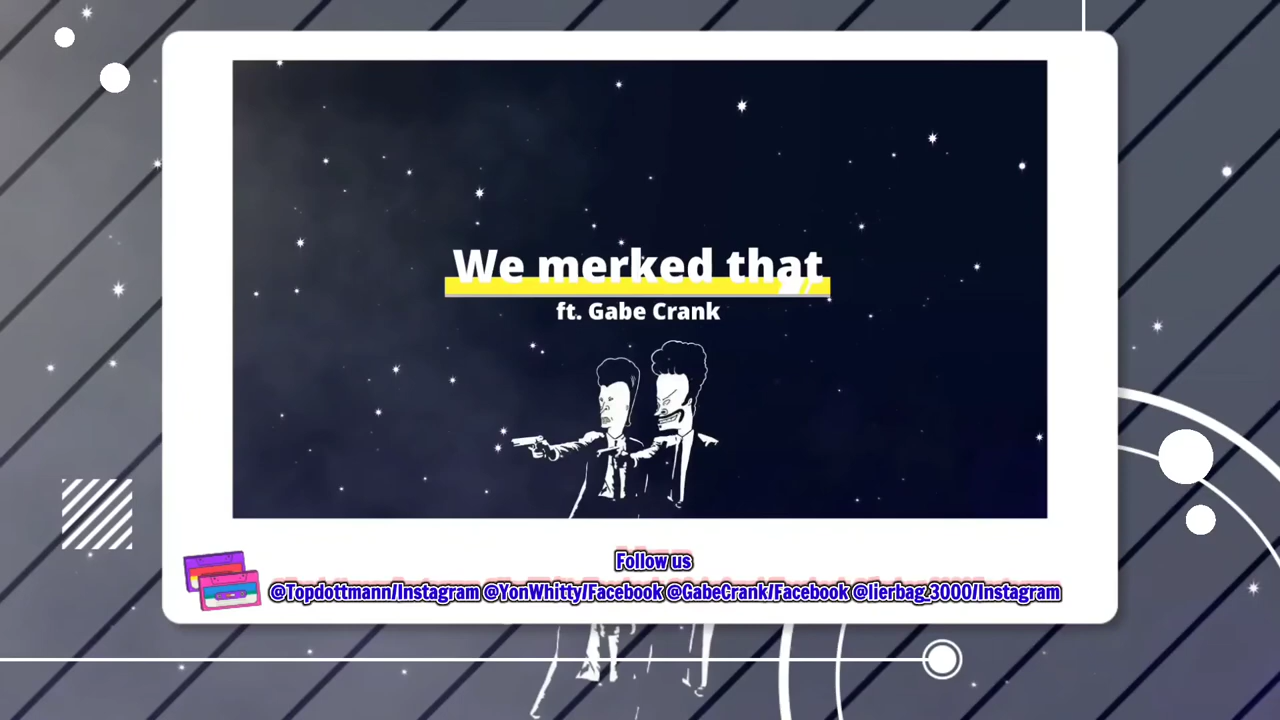 We merked that
ft. Gabe Crank
Follow us
@Topdottmann/Instagram @YonWhitty/Facebook @GabeCrank/Facebook @lierbag_3000/Instagram